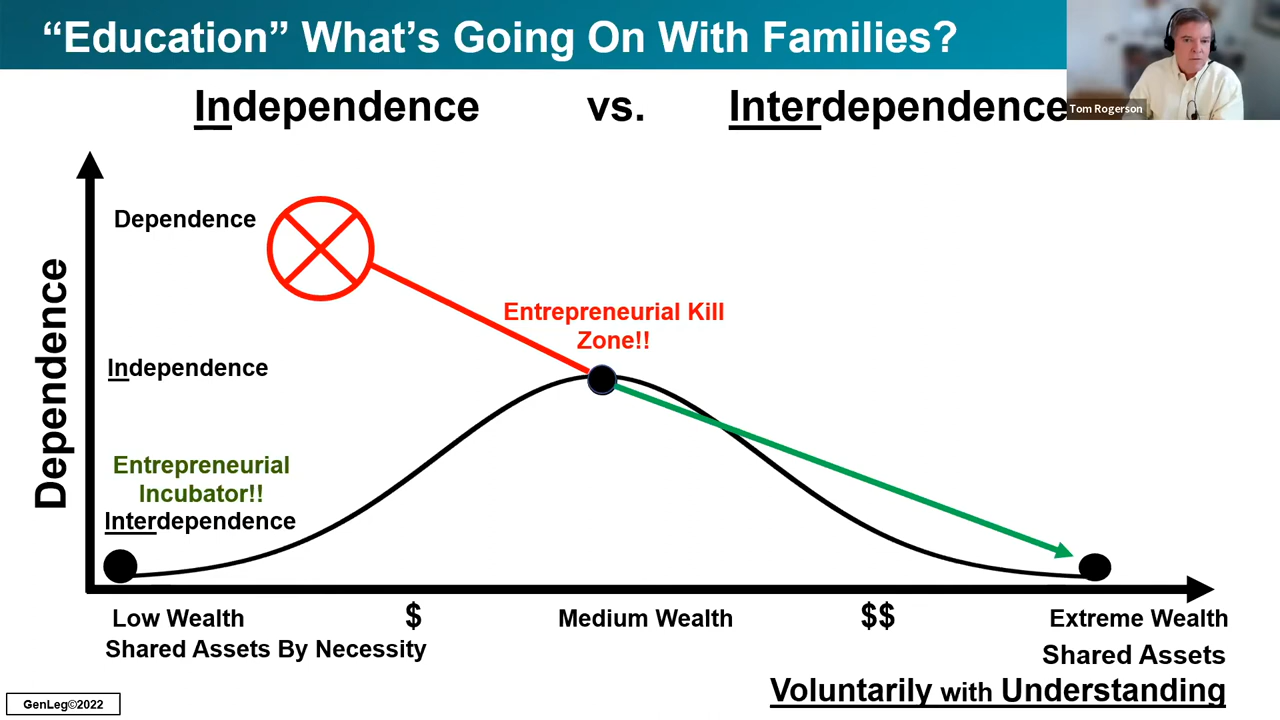 “Education” What’s Going On With Families?
Tom Rogerson
Independence vs. Interdependence
Dependence
Dependence
Entrepreneurial Kill
Zone!!
Independence
Entrepreneurial
Incubator!!
Interdependence
Low Wealth $ Medium Wealth $$ Extreme Wealth
Shared Assets By Necessity
Shared Assets
Voluntarily with Understanding
GenLeg©2022